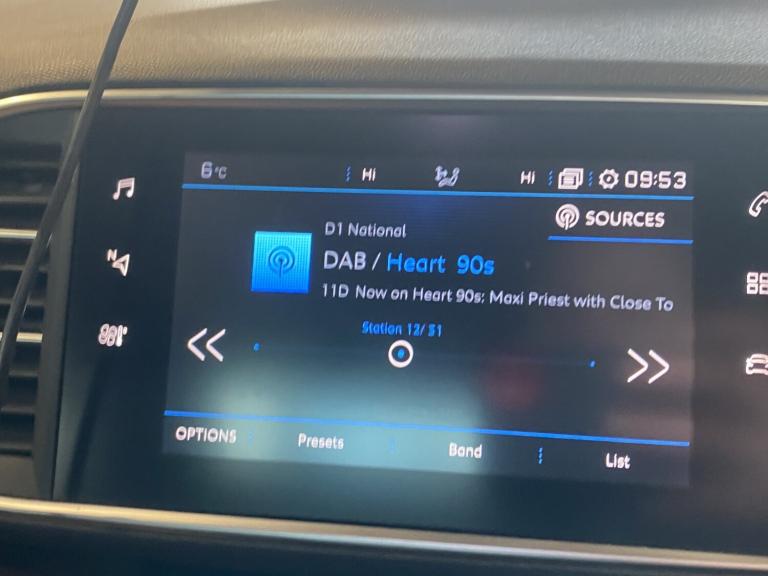 6°C Hi Hi 09:53
SOURCES
D1 National
DAB / Heart 90s
11D Now on Heart 90s: Maxi Priest with Close To
Station 12/31
N
OPTIONS Presets Band List